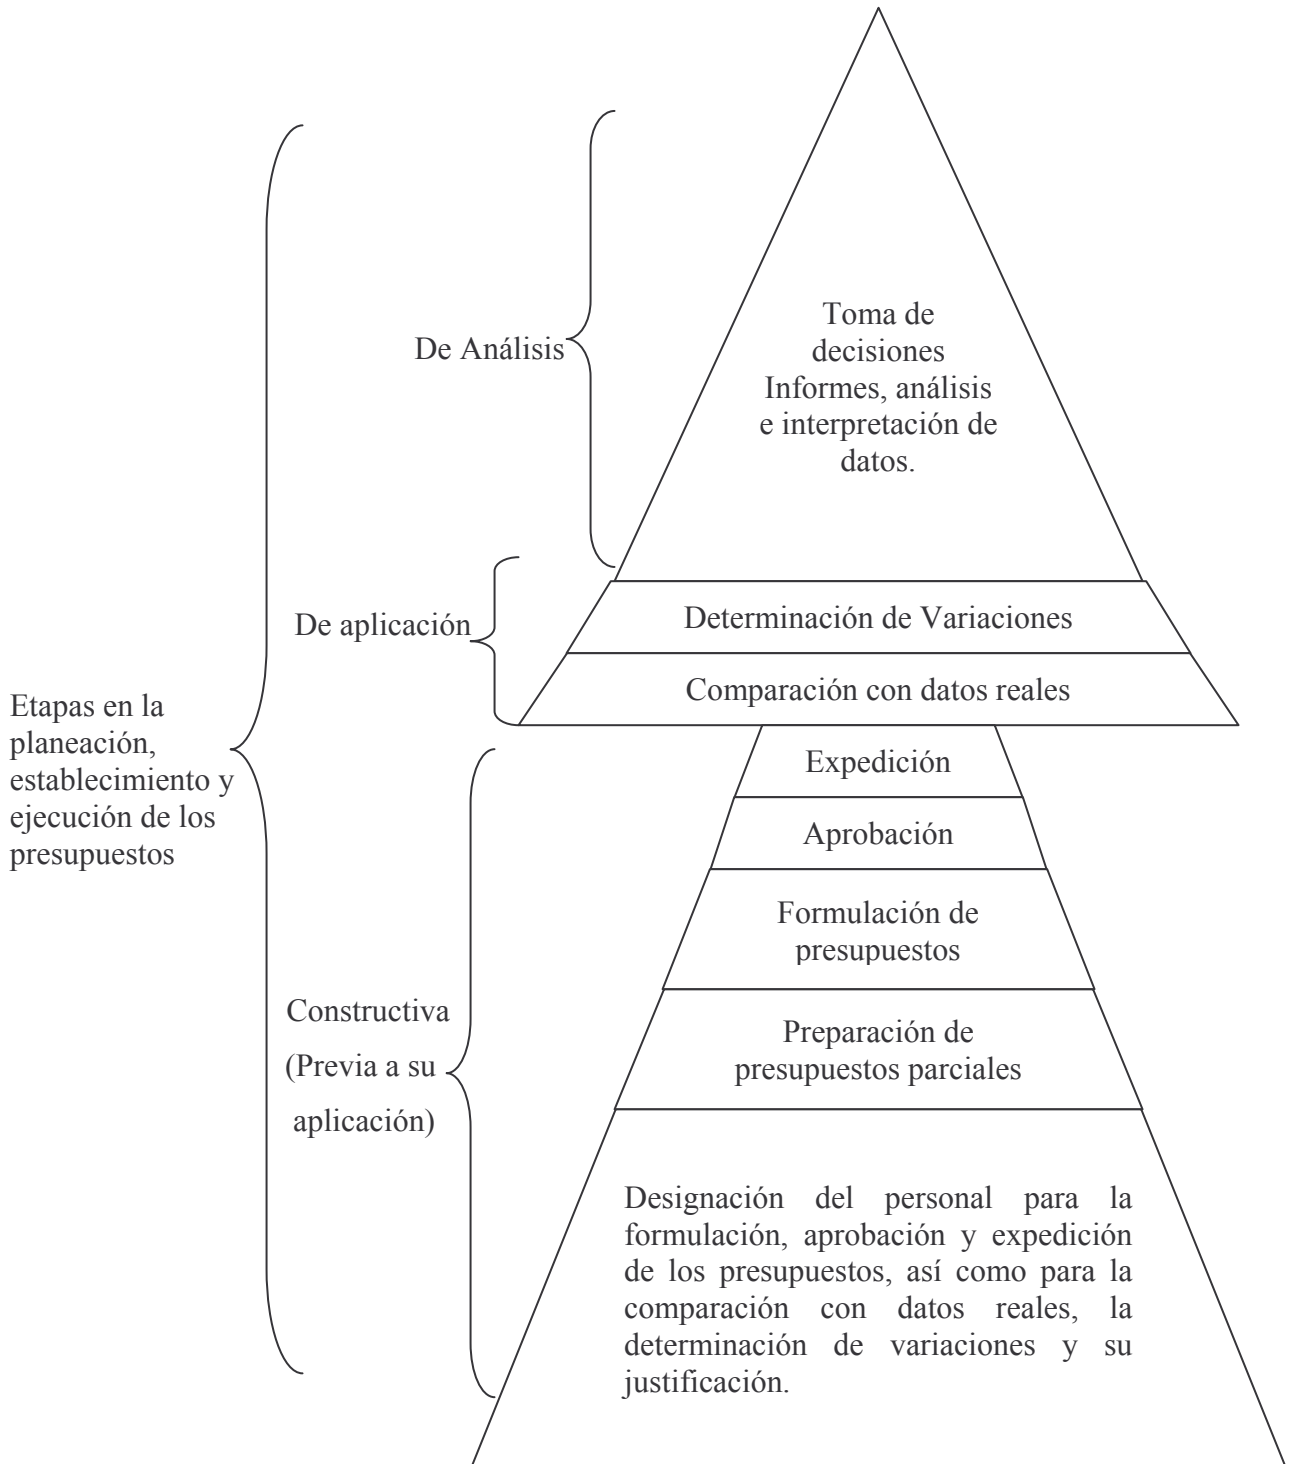 Toma de
decisiones
Informes, análisis
e interpretación de
datos.
De Análisis
Determinación de Variaciones
De aplicación
Comparación con datos reales
Etapas en la
planeación,
establecimiento y
ejecución de los
presupuestos
Expedición
Aprobación
Formulación de
presupuestos
Constructiva
(Previa a su
aplicación)
Preparación de
presupuestos parciales
Designación del personal para la
formulación, aprobación y expedición
de los presupuestos, así como para la
comparación con datos reales, la
determinación de variaciones y su
justificación.